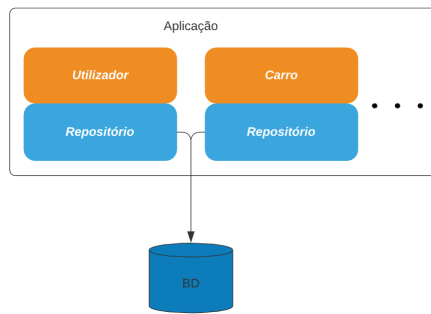 Aplicação
Utilizador
Carro
Repositório
Repositório
BD